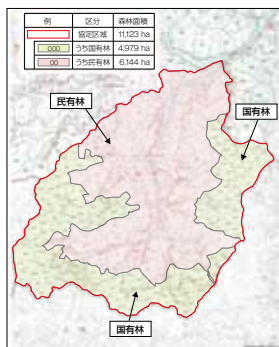 例 区分 森林面積
協定区域 11,123 ha
000 うち国有林 4,979 ha
00 うち民有林 6,144 ha
民有林
国有林
国有林